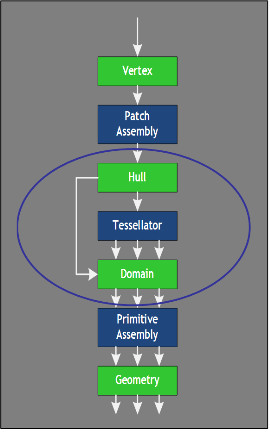 Vertex
Patch
Assembly
Hull
Tessellator
Domain
Primitive
Assembly
Geometry